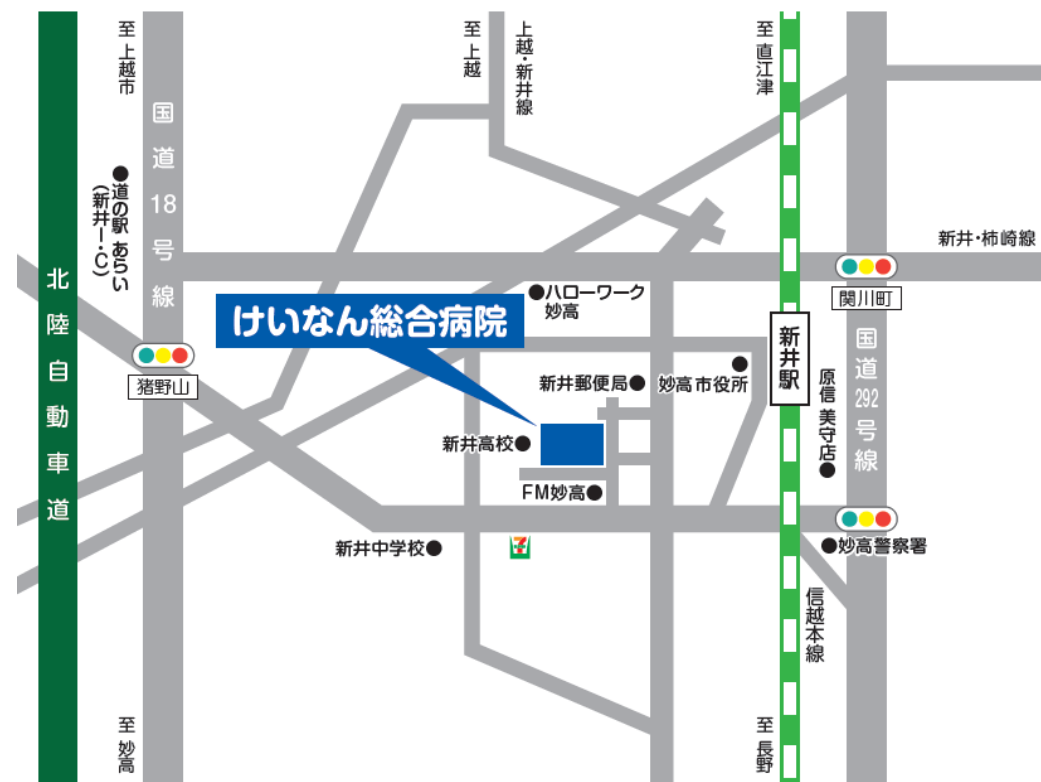 至 上越市
至 上越
上越・新井線
至 直江津
国道18号線
●道の駅 あらい
(新井I・C)
北陸自動車道
新井・柿崎線
関川町
●ハローワーク
妙高
けいなん総合病院
猪野山
新井駅
国道292号線
新井郵便局●
妙高市役所
●
原信 美守店●
新井高校●
FM妙高●
新井中学校●
7
●妙高警察署
信越本線
至 妙高
至 長野